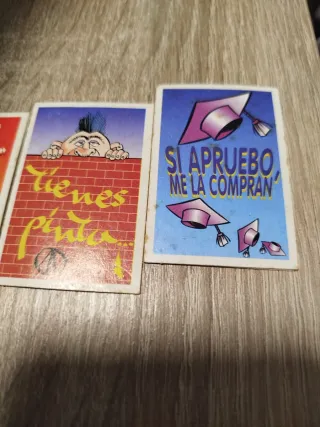 tienes
pinta...
SI APRUEBO,
ME LA COMPRAN